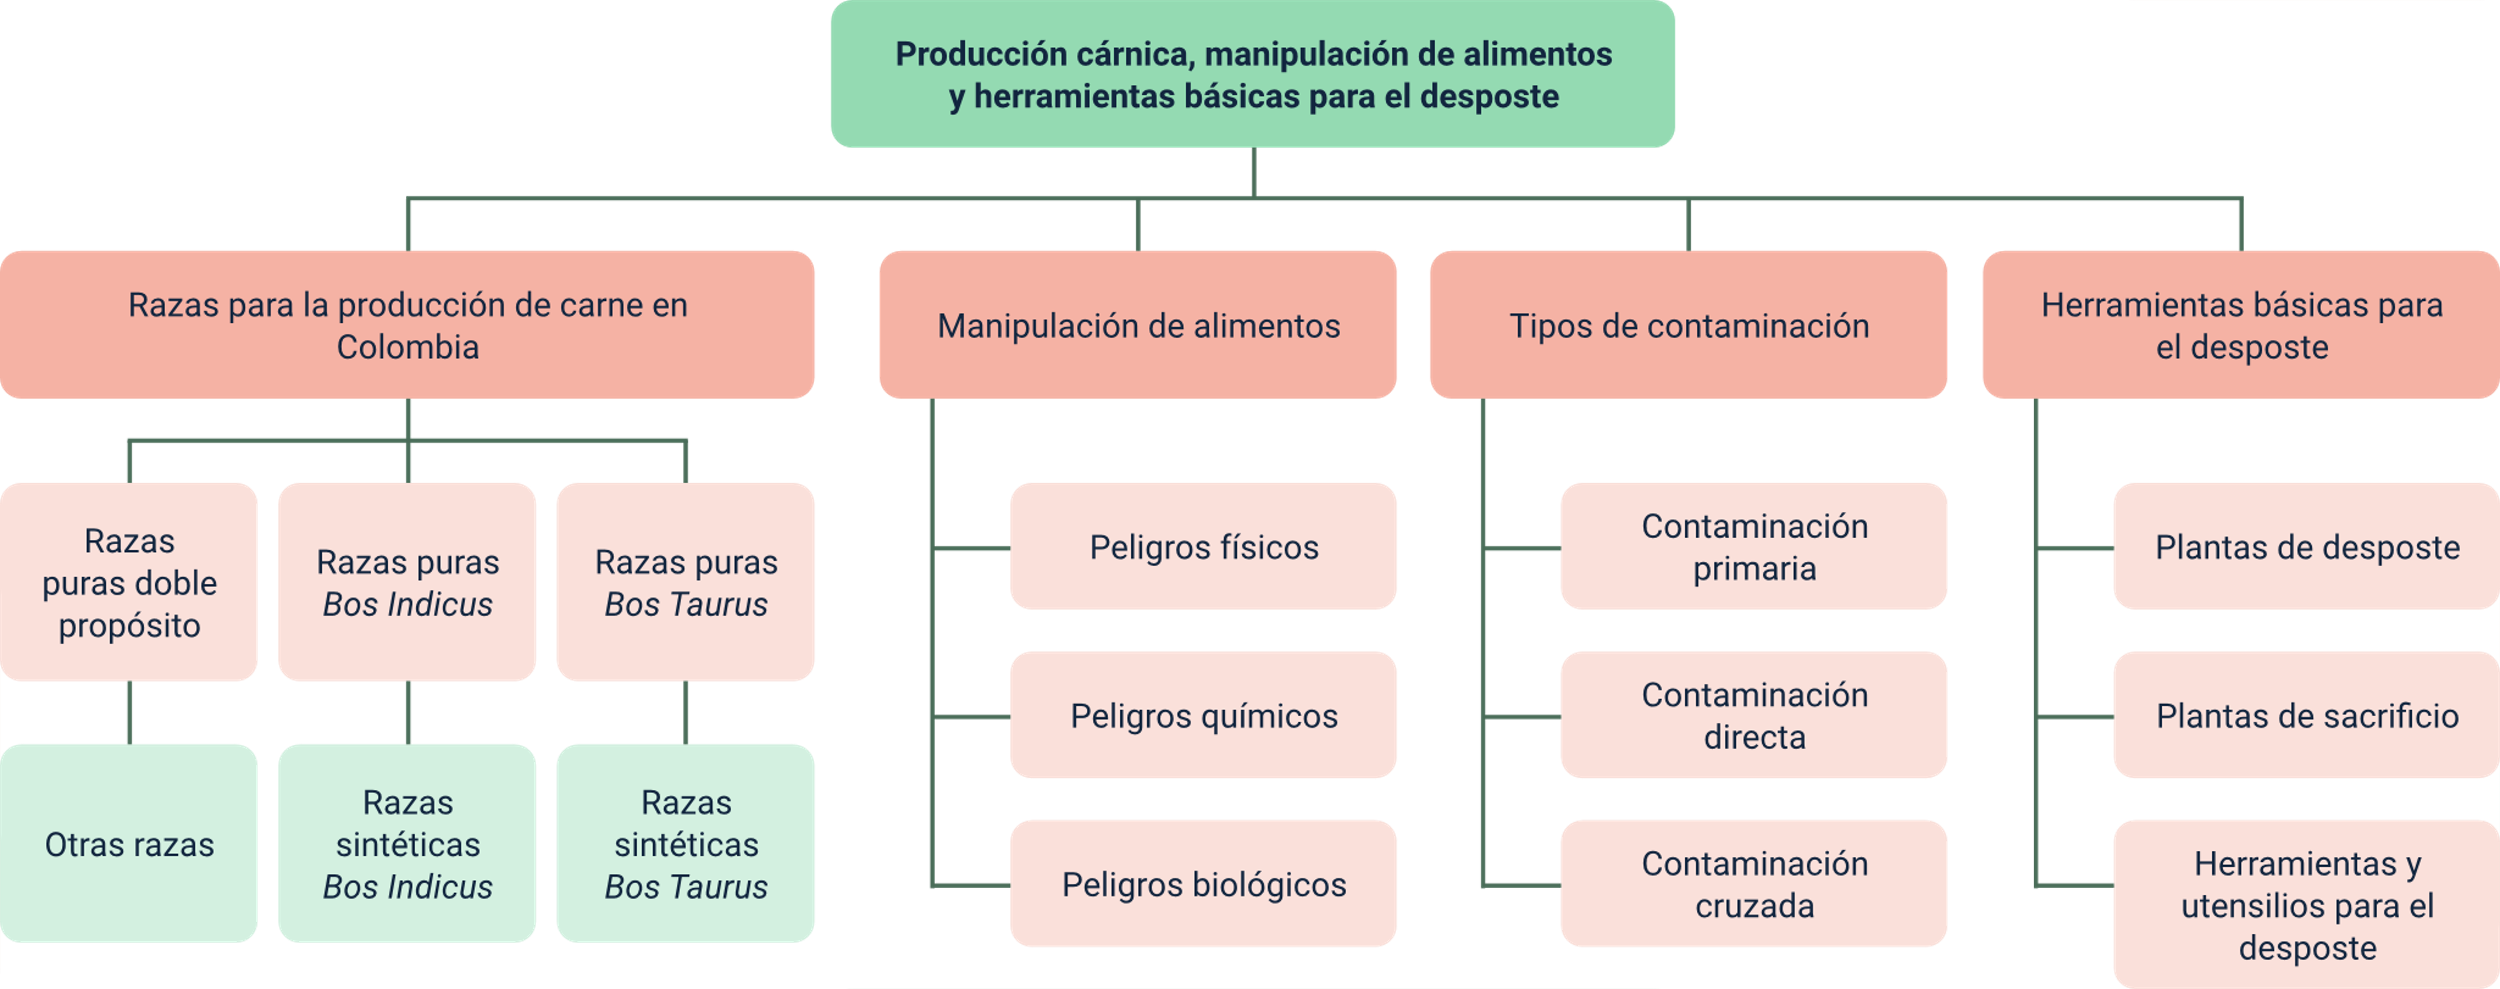 Producción cárnica, manipulación de alimentos
y herramientas básicas para el desposte
Razas para la producción de carne en
Colombia
Manipulación de alimentos
Tipos de contaminación
Herramientas básicas para
el desposte
Razas
puras doble
propósito
Razas puras
Bos Indicus
Razas puras
Bos Taurus
Otras razas
Razas
sintéticas
Bos Indicus
Razas
sintéticas
Bos Taurus
Peligros físicos
Peligros químicos
Peligros biológicos
Contaminación
primaria
Contaminación
directa
Contaminación
cruzada
Plantas de desposte
Plantas de sacrificio
Herramientas y
utensilios para el
desposte